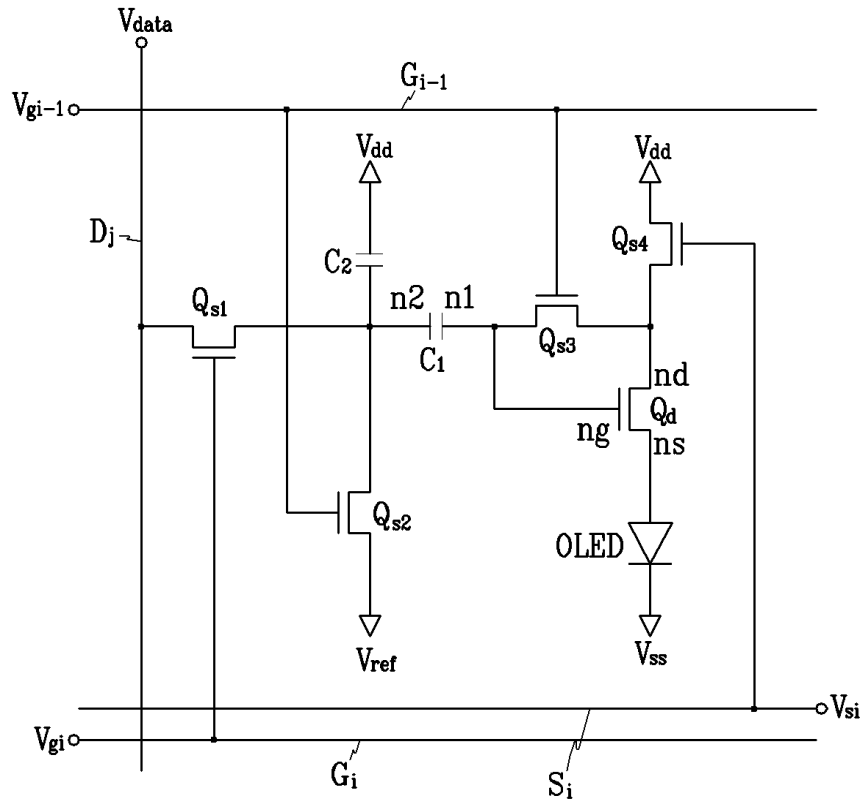 Vdata
Gi-1
Vgi-1
Vdd
Vdd
Dj
Qs4
C2
Qs1
n2
n1
C1
Qs3
nd
Qd
ng
ns
Qs2
OLED
Vref
Vss
Vsi
Vgi
Gi
Si